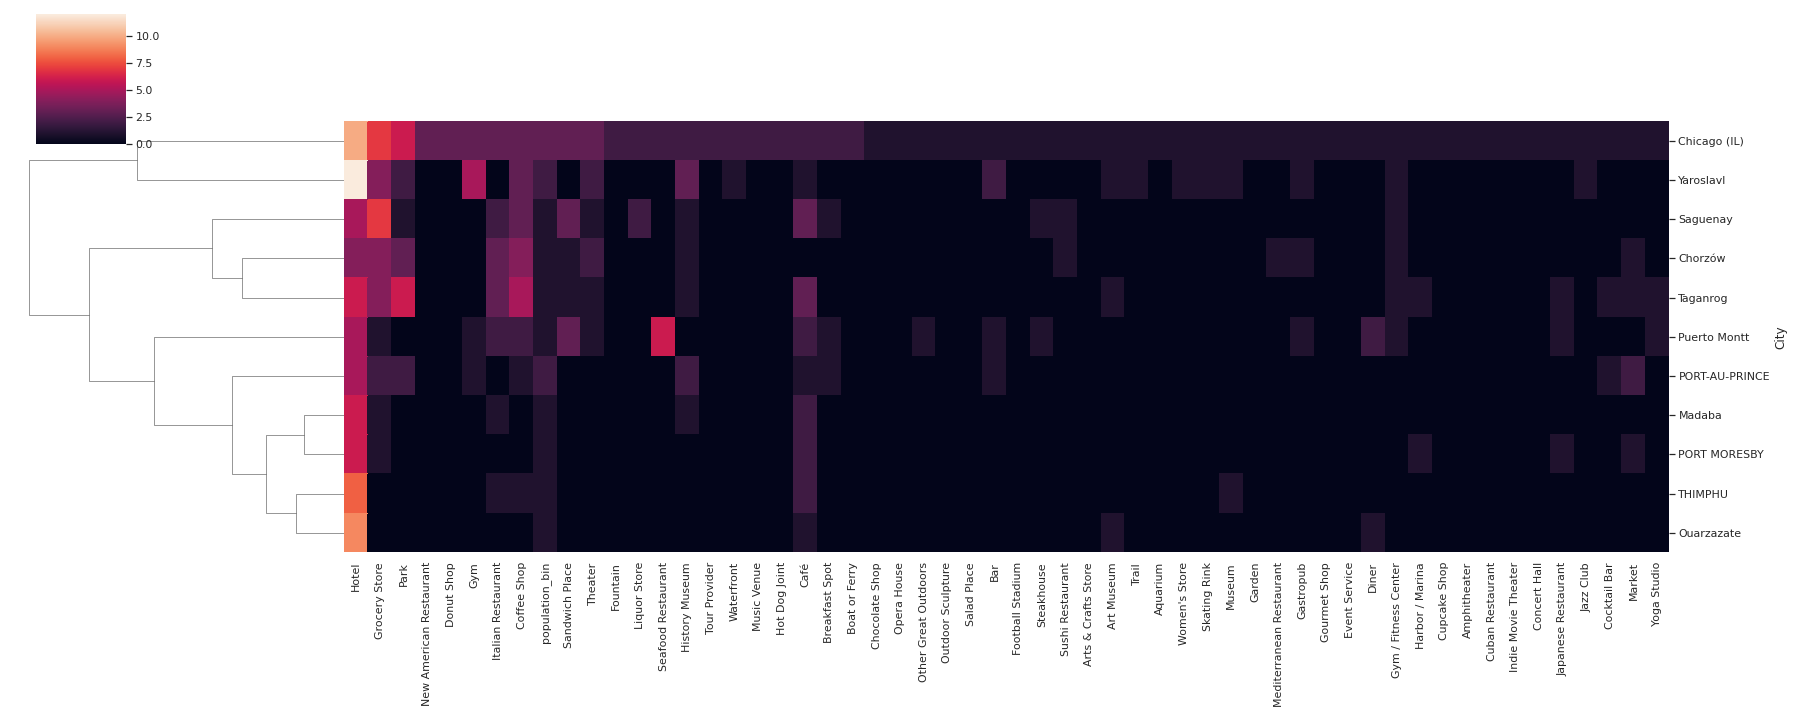 10.0
7.5
5.0
2.5
0.0
Chicago (IL)
Yaroslavl
Saguenay
Chorzów
Taganrog
Puerto Montt
PORT-AU-PRINCE
Madaba
PORT MORESBY
THIMPHU
Ouarzazate
City
Hotel
Grocery Store
Park
New American Restaurant
Donut Shop
Gym
Italian Restaurant
Coffee Shop
population_bin
Sandwich Place
Theater
Fountain
Liquor Store
Seafood Restaurant
History Museum
Tour Provider
Waterfront
Music Venue
Hot Dog Joint
Café
Breakfast Spot
Boat or Ferry
Chocolate Shop
Opera House
Other Great Outdoors
Outdoor Sculpture
Salad Place
Bar
Football Stadium
Steakhouse
Sushi Restaurant
Arts & Crafts Store
Art Museum
Trail
Aquarium
Women's Store
Skating Rink
Museum
Garden
Mediterranean Restaurant
Gastropub
Gourmet Shop
Event Service
Diner
Gym / Fitness Center
Harbor / Marina
Cupcake Shop
Amphitheater
Cuban Restaurant
Indie Movie Theater
Concert Hall
Japanese Restaurant
Jazz Club
Cocktail Bar
Market
Yoga Studio